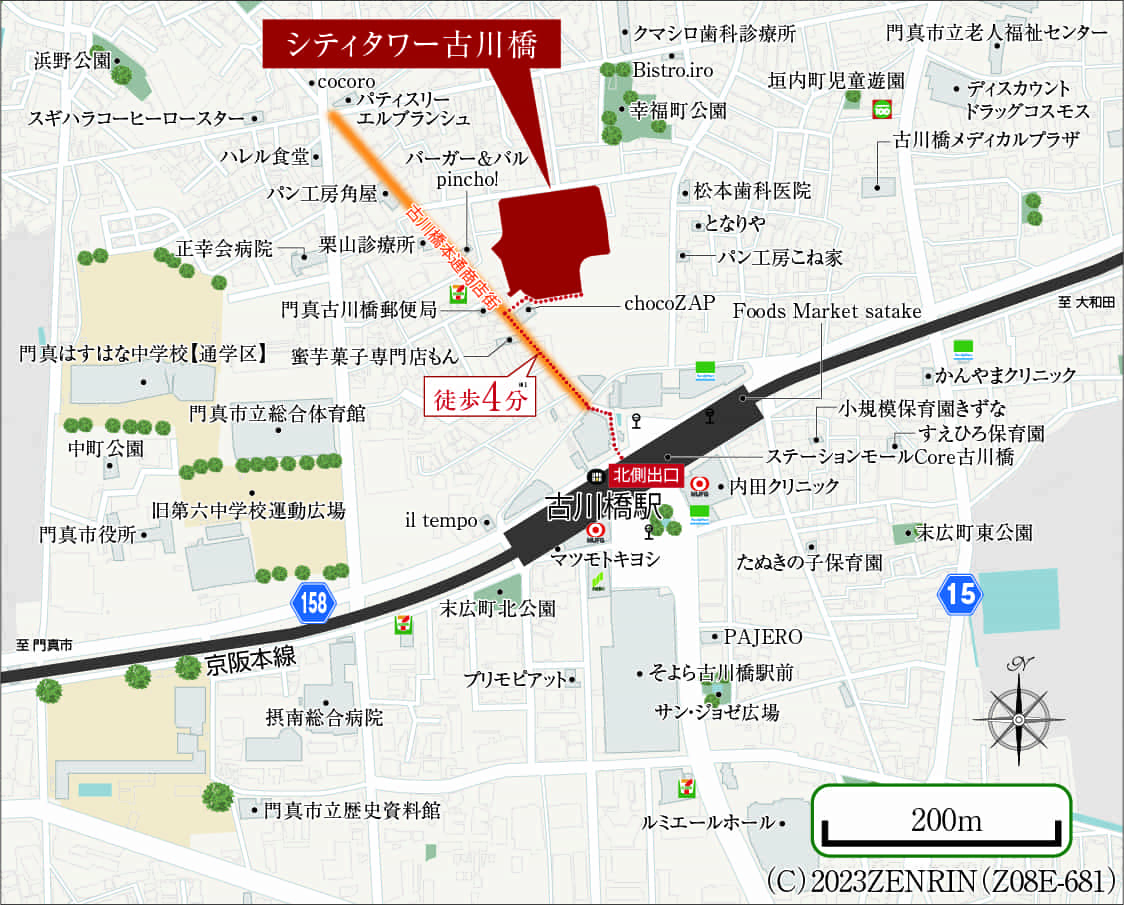 シティタワー古川橋
クマシロ歯科診療所
門真市立老人福祉センター
浜野公園
cocoro
Bistro.iro
垣内町児童遊園
パティスリー
エルブランシュ
ディスカウント
ドラッグコスモス
スギハラコーヒーロースター
幸福町公園
古川橋メディカルプラザ
ハレル食堂
バーガー&バル
pincho!
パン工房角屋
松本歯科医院
となりや
古川橋本通商店街
正幸会病院
栗山診療所
パン工房こね家
門真古川橋郵便局
chocoZAP
至 大和田
Foods Market satake
門真はすはな中学校【通学区】
蜜芋菓子専門店もん
※1
徒歩4分
かんやまクリニック
FamilyMart
門真市立総合体育館
小規模保育園きずな
すえひろ保育園
中町公園
ステーションモールCore古川橋
北側出口
内田クリニック
MUFG
旧第六中学校運動広場
古川橋駅
il tempo
門真市役所
MUFG
マツモトキヨシ
末広町東公園
たぬきの子保育園
158
15
末広町北公園
至 門真市
京阪本線
PAJERO
N
プリモピアット
そよら古川橋駅前
サン・ジョゼ広場
摂南総合病院
門真市立歴史資料館
ルミエールホール
200m
(C)2023ZENRIN(Z08E-681)